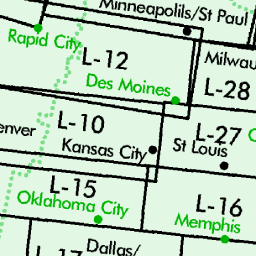 Minneapolils/St Paul
Rapid City
L-12
Milwau
Des Moines
L-28
L-10
L-27
enver
Kansas City
St Louis
L-15
Oklahoma City
L-16
Memphis
Dallas/